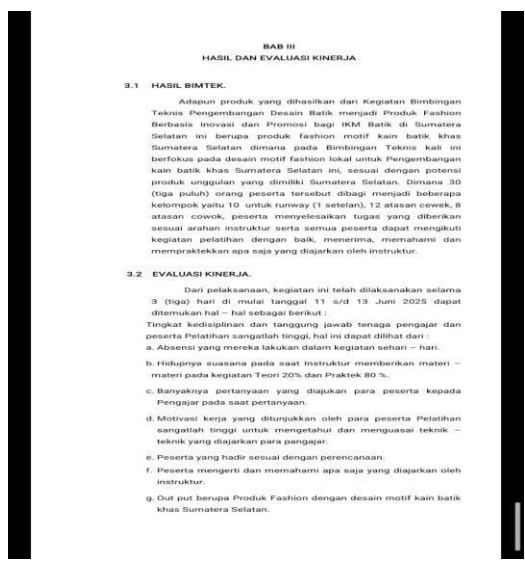 BAB III
HASIL DAN EVALUASI KINERJA
3.1 HASIL BIMTEK.
Adapun produk yang dihasilkan dari Kegiatan Bimbingan
Teknis Pengembangan Desain Batik menjadi Produk Fashion
Berbasis Inovasi dan Promosi bagi IKM Batik di Sumatera
Selatan ini berupa produk fashion motif kain batik khas
Sumatera Selatan dimana pada Bimbingan Teknis kali ini
berfokus pada desain motif fashion lokal untuk Pengembangan
kain batik khas Sumatera Selatan ini, sesuai dengan potensi
produk unggulan yang dimiliki Sumatera Selatan. Dimana 30
(tiga puluh) orang peserta tersebut dibagi menjadi beberapa
kelompok yaitu 10 untuk runway (1 setelan), 12 atasan cewek, 8
atasan cowok, peserta menyelesaikan tugas yang diberikan
sesuai arahan instruktur serta semua peserta dapat mengikuti
kegiatan pelatihan dengan baik, menerima, memahami dan
mempraktekkan apa saja yang diajarkan oleh instruktur.
3.2 EVALUASI KINERJA.
Dari pelaksanaan, kegiatan ini telah dilaksanakan selama
3 (tiga) hari di mulai tanggal 11 s/d 13 Juni 2025 dapat
ditemukan hal – hal sebagai berikut :
Tingkat kedisiplinan dan tanggung jawab tenaga pengajar dan
peserta Pelatihan sangatlah tinggi, hal ini dapat dilihat dari :
a. Absensi yang mereka lakukan dalam kegiatan sehari – hari.
b. Hidupnya suasana pada saat Instruktur memberikan materi –
materi pada kegiatan Teori 20% dan Praktek 80 %.
c. Banyaknya pertanyaan yang diajukan para peserta kepada
Pengajar pada saat pertanyaan.
d. Motivasi kerja yang ditunjukkan oleh para peserta Pelatihan
sangatlah tinggi untuk mengetahui dan menguasai teknik –
teknik yang diajarkan para pangajar.
e. Peserta yang hadir sesuai dengan perencanaan.
f. Peserta mengerti dan memahami apa saja yang diajarkan oleh
instruktur.
g. Out put berupa Produk Fashion dengan desain motif kain batik
khas Sumatera Selatan.